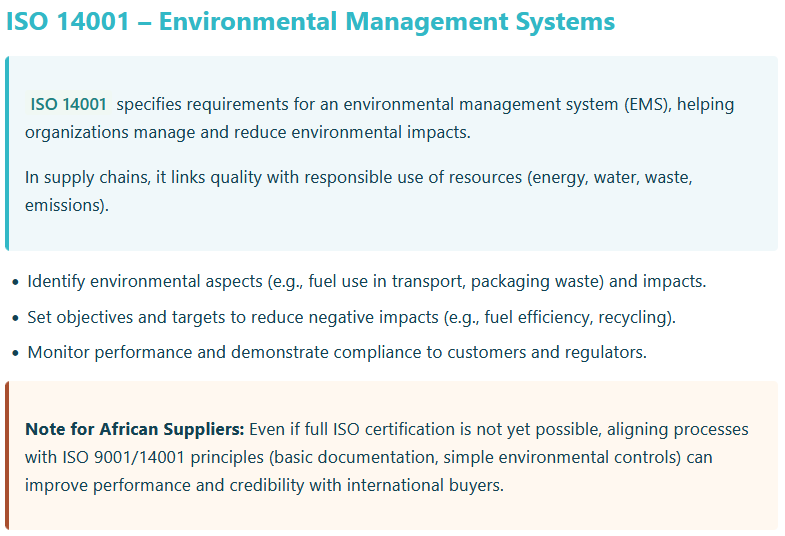 ISO 14001 – Environmental Management Systems
ISO 14001 specifies requirements for an environmental management system (EMS), helping
organizations manage and reduce environmental impacts.
In supply chains, it links quality with responsible use of resources (energy, water, waste,
emissions).
• Identify environmental aspects (e.g., fuel use in transport, packaging waste) and impacts.
• Set objectives and targets to reduce negative impacts (e.g., fuel efficiency, recycling).
• Monitor performance and demonstrate compliance to customers and regulators.
Note for African Suppliers: Even if full ISO certification is not yet possible, aligning processes
with ISO 9001/14001 principles (basic documentation, simple environmental controls) can
improve performance and credibility with international buyers.